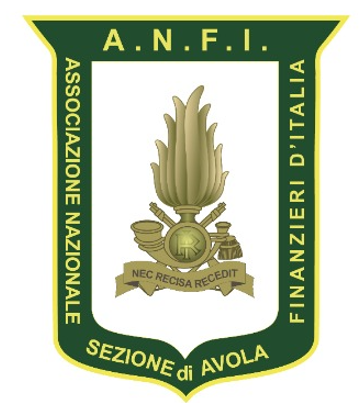 A.N.F.I.
ASSOCIAZIONE NAZIONALE
FINANZIERI D'ITALIA
NEC RECISA RECEDIT
SEZIONE di AVOLA